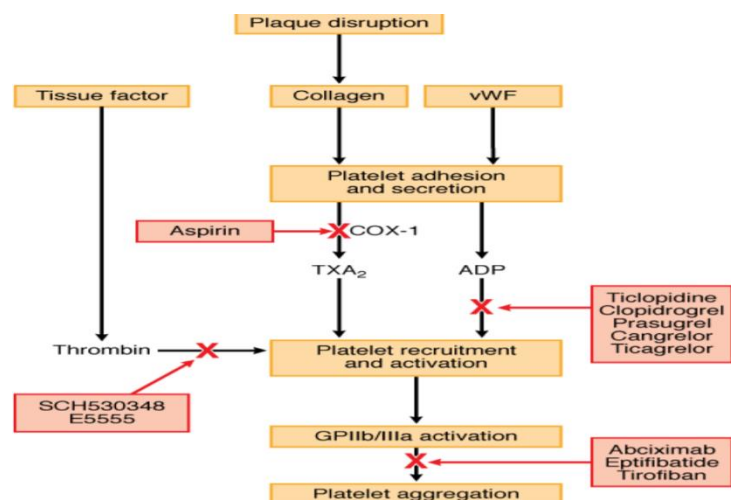 Plaque disruption
Tissue factor
Collagen
vWF
Platelet adhesion
and secretion
Aspirin
COX-1
TXA₂
ADP
Ticlopidine
Clopidrogrel
Prasugrel
Cangrelor
Ticagrelor
Thrombin
Platelet recruitment
and activation
SCH530348
E5555
GPIIb/IIIa activation
Abciximab
Eptifibatide
Tirofiban
Platelet aggregation